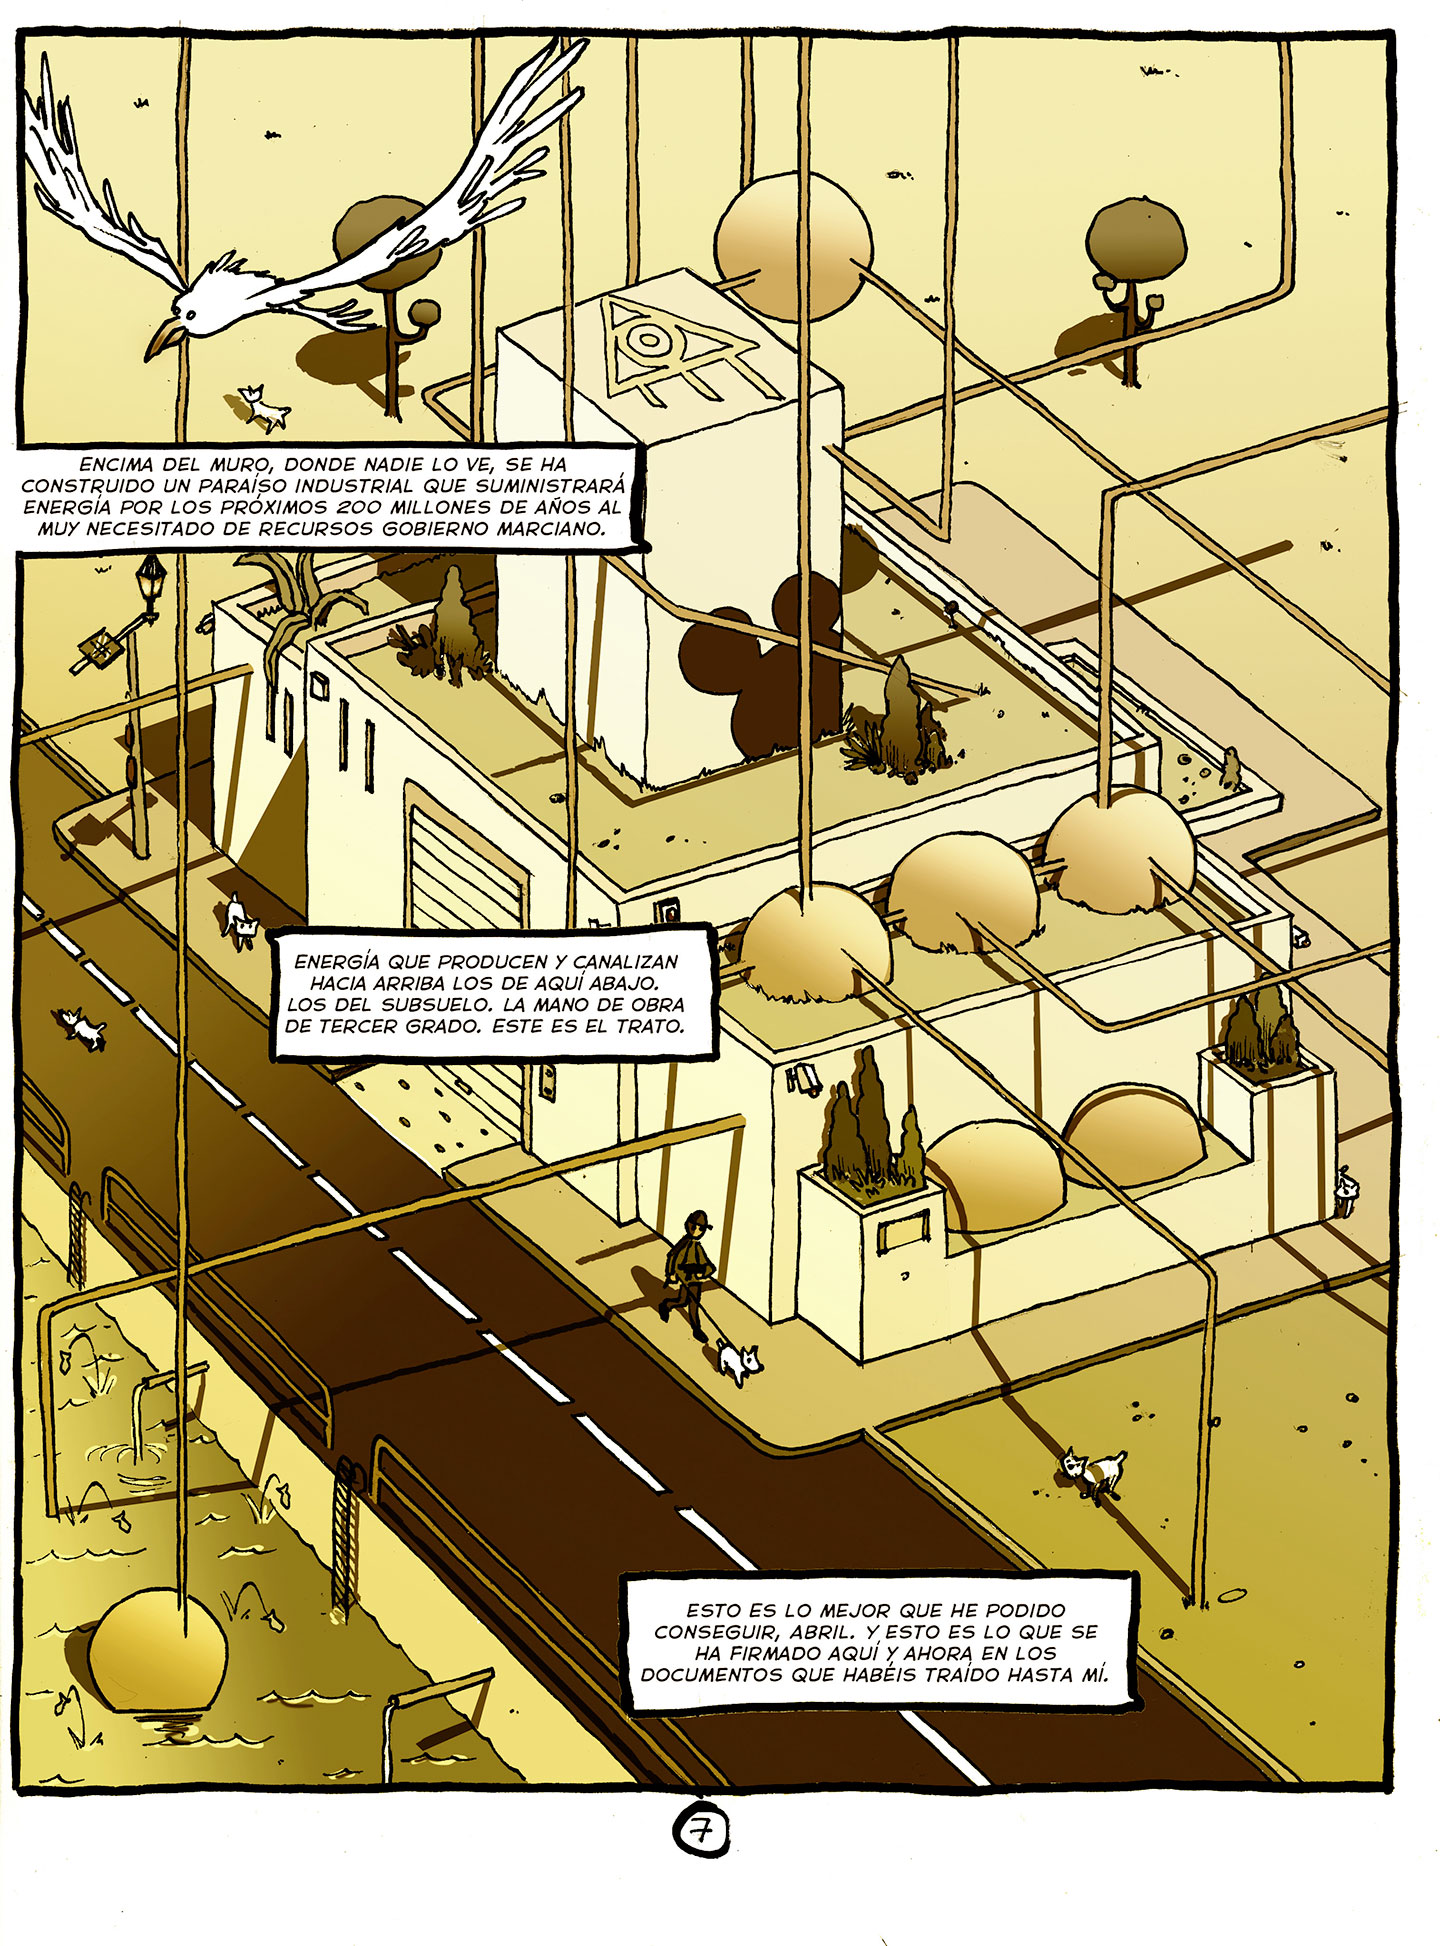 ENCIMA DEL MURO, DONDE NADIE LO VE, SE HA
CONSTRUIDO UN PARAÍSO INDUSTRIAL QUE SUMINISTRARÁ
ENERGÍA POR LOS PRÓXIMOS 200 MILLONES DE AÑOS AL
MUY NECESITADO DE RECURSOS GOBIERNO MARCIANO.
ENERGÍA QUE PRODUCEN Y CANALIZAN
HACIA ARRIBA LOS DE AQUÍ ABAJO.
LOS DEL SUBSUELO. LA MANO DE OBRA
DE TERCER GRADO. ESTE ES EL TRATO.
ESTO ES LO MEJOR QUE HE PODIDO
CONSEGUIR, ABRIL. Y ESTO ES LO QUE SE
HA FIRMADO AQUÍ Y AHORA EN LOS
DOCUMENTOS QUE HABÉIS TRAÍDO HASTA MÍ.
7